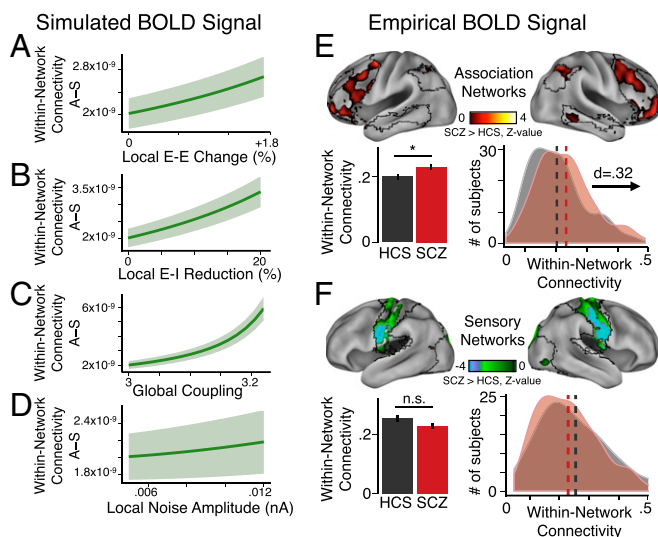 Simulated BOLD Signal
Empirical BOLD Signal
A
Within-Network
Connectivity
A–S
2.8x10⁻⁹
2x10⁻⁹
0
+1.8
Local E-E Change (%)
B
Within-Network
Connectivity
A–S
3.5x10⁻⁹
2x10⁻⁹
0
10
20
Local E-I Reduction (%)
C
Within-Network
Connectivity
A–S
6x10⁻⁹
2x10⁻⁹
3
3.2
Global Coupling
D
Within-Network
Connectivity
A–S
2.4x10⁻⁹
1.8x10⁻⁹
.006
.012
Local Noise Amplitude (nA)
E
Association
Networks
0
4
SCZ > HCS, Z-value
Within-Network
Connectivity
.2
0
*
HCS
SCZ
# of subjects
30
0
d=.32
.5
Within-Network
Connectivity
F
Sensory
Networks
-4
0
SCZ > HCS, Z-value
Within-Network
Connectivity
.2
0
n.s.
HCS
SCZ
# of subjects
25
0
.5
Within-Network
Connectivity